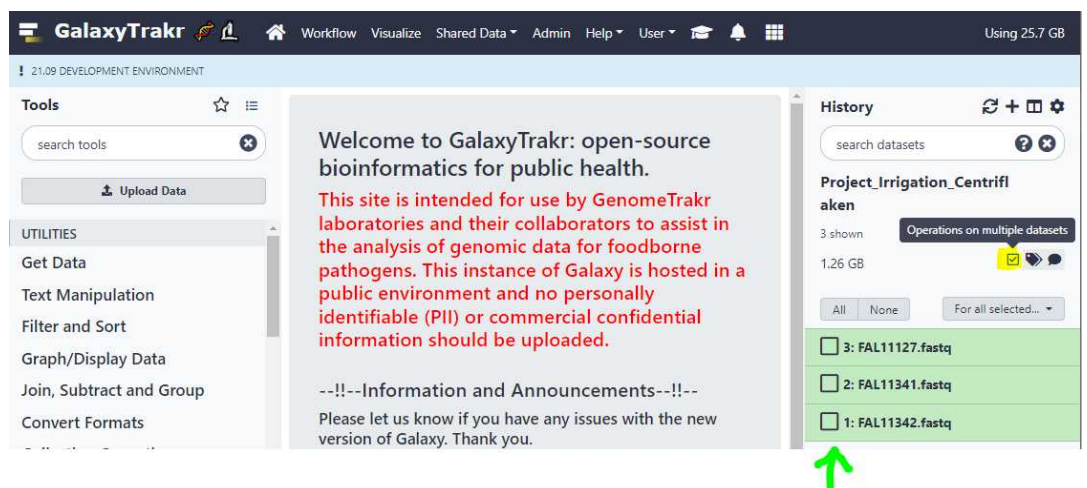 GalaxyTrakr
Workflow Visualize Shared Data Admin Help User
Using 25.7 GB
! 21.09 DEVELOPMENT ENVIRONMENT
Tools
search tools
Upload Data
UTILITIES
Get Data
Text Manipulation
Filter and Sort
Graph/Display Data
Join, Subtract and Group
Convert Formats
Welcome to GalaxyTrakr: open-source
bioinformatics for public health.
This site is intended for use by GenomeTrakr
laboratories and their collaborators to assist in
the analysis of genomic data for foodborne
pathogens. This instance of Galaxy is hosted in a
public environment and no personally
identifiable (PII) or commercial confidential
information should be uploaded.
--!!--Information and Announcements--!!--
Please let us know if you have any issues with the new
version of Galaxy. Thank you.
History
search datasets
Project_Irrigation_Centrifl
aken
3 shown
Operations on multiple datasets
1.26 GB
All None For all selected...
3: FAL11127.fastq
2: FAL11341.fastq
1: FAL11342.fastq